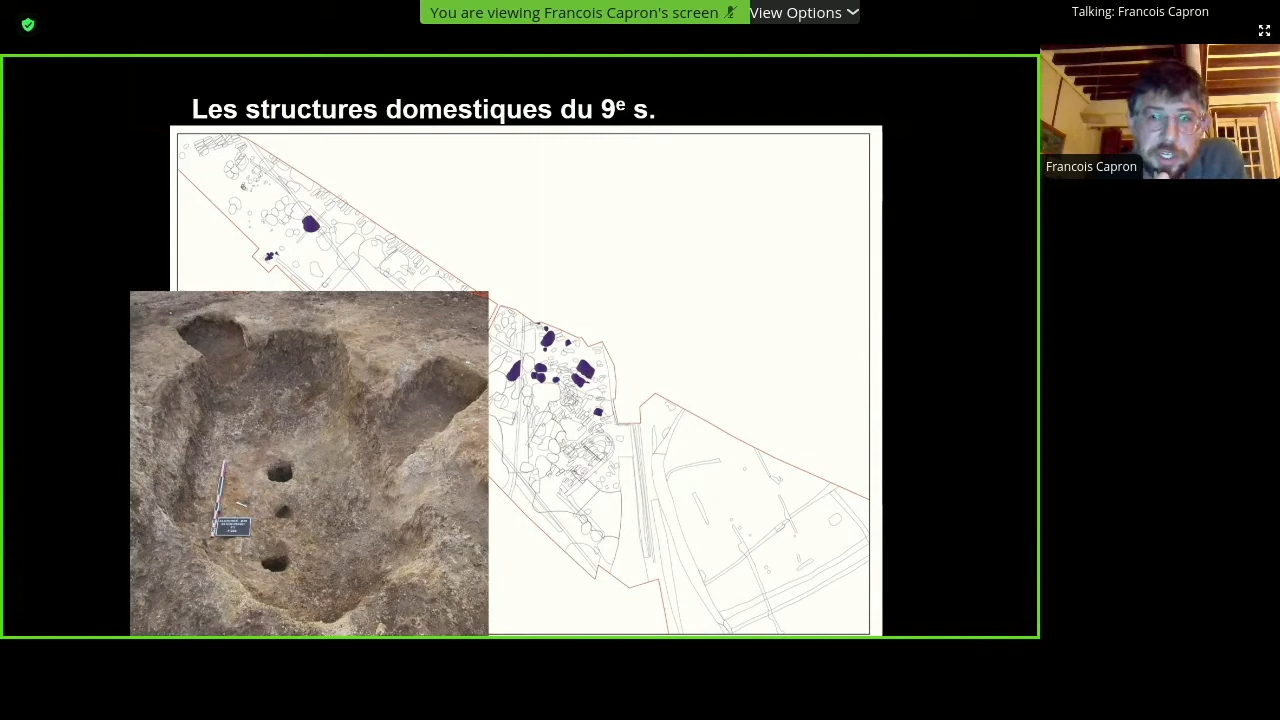 You are viewing Francois Capron's screen
View Options
Talking: Francois Capron
Les structures domestiques du 9ᵉ s.
Francois Capron